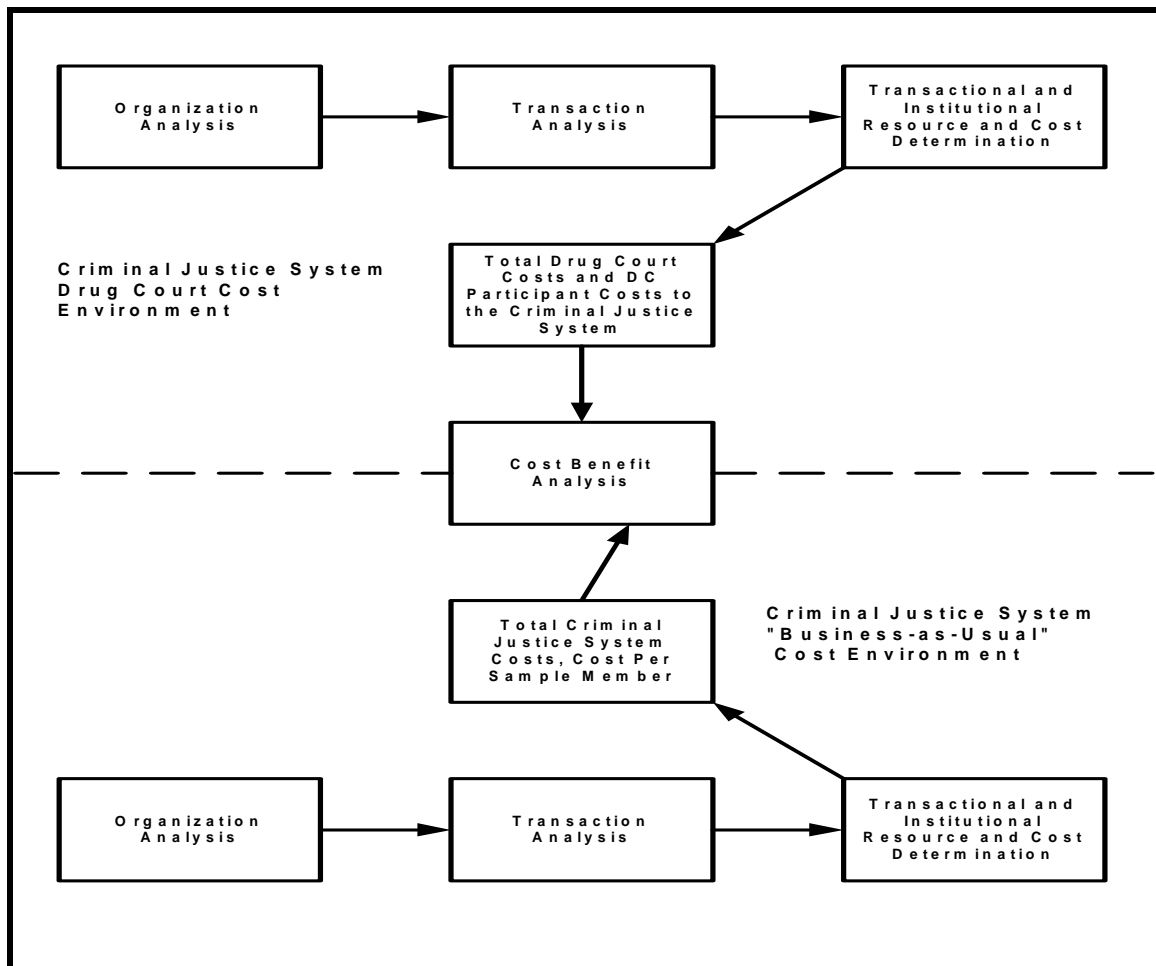 Organization
Analysis
Transaction
Analysis
Transactional and
Institutional
Resource and Cost
Determination
Criminal Justice System
Drug Court Cost
Environment
Total Drug Court
Costs and DC
Participant Costs to
the Criminal Justice
System
Cost Benefit
Analysis
Total Criminal
Justice System
Costs, Cost Per
Sample Member
Criminal Justice System
"Business-as-Usual"
Cost Environment
Organization
Analysis
Transaction
Analysis
Transactional and
Institutional
Resource and Cost
Determination